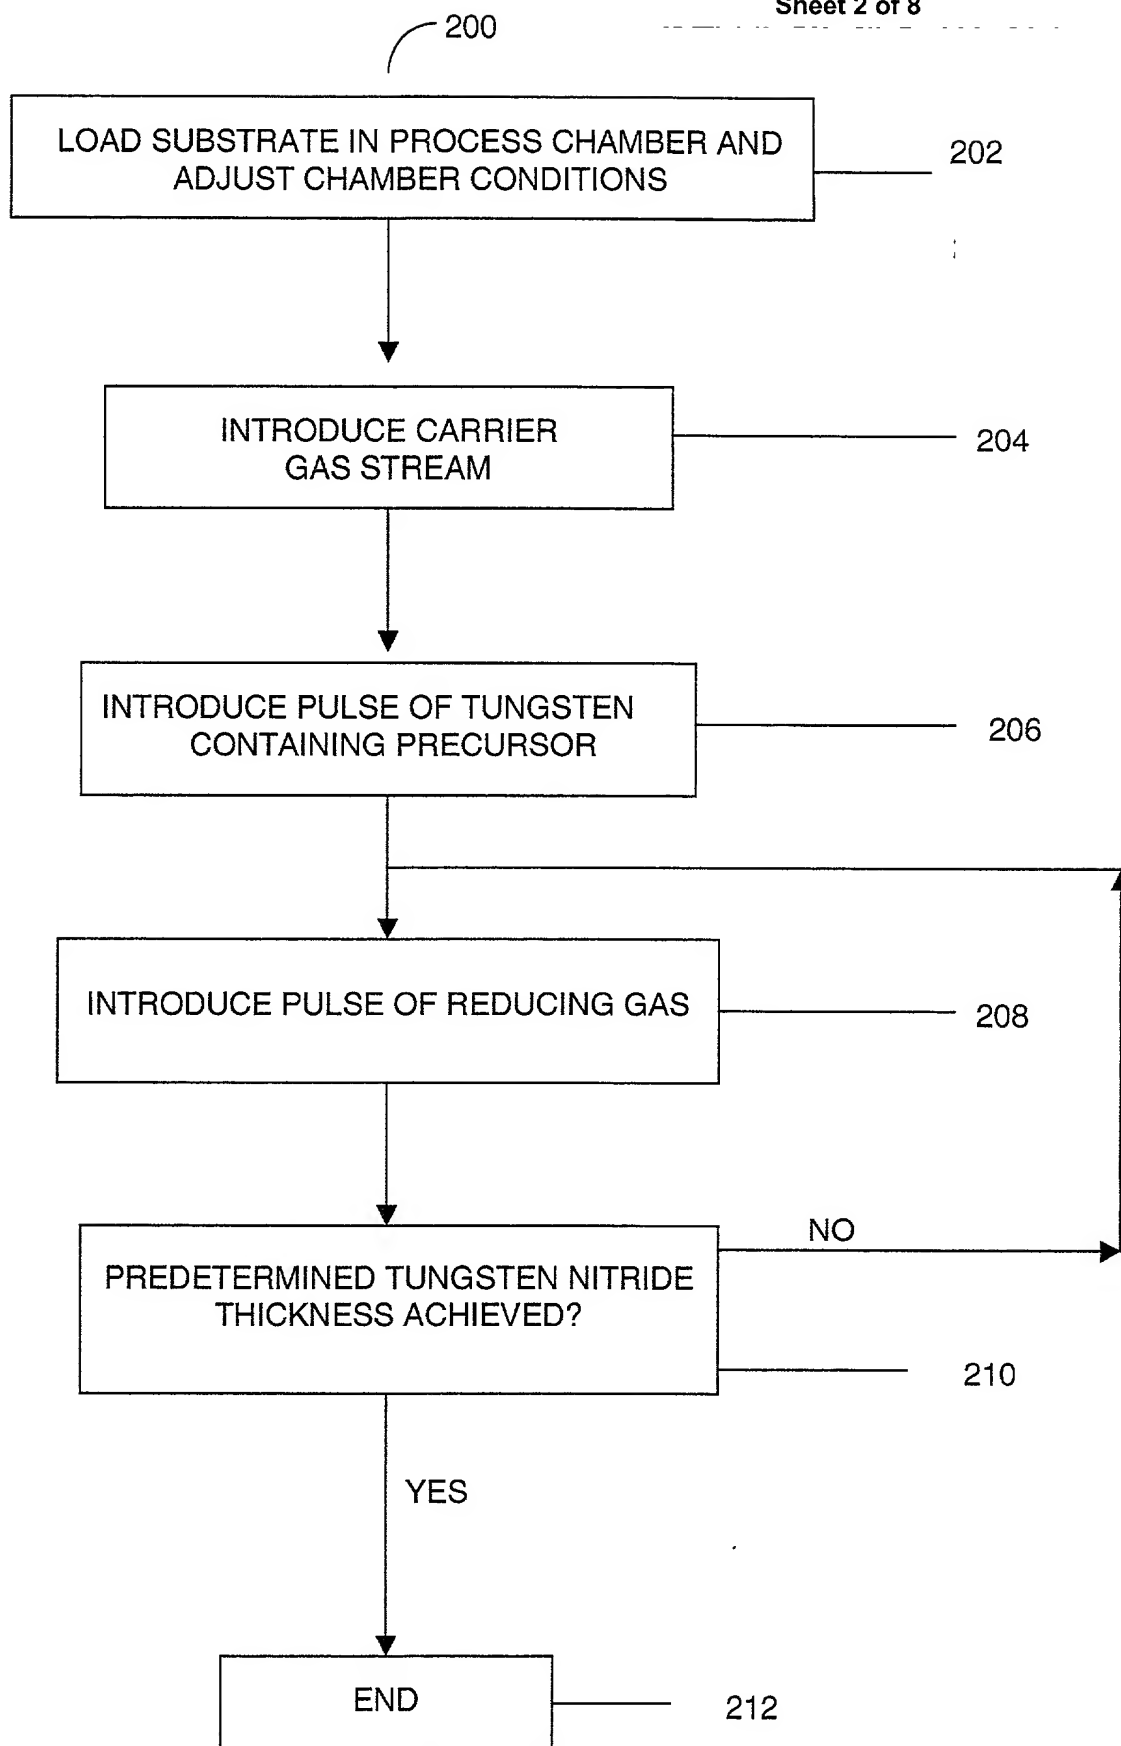 Sheet 2 of 8
200
LOAD SUBSTRATE IN PROCESS CHAMBER AND
ADJUST CHAMBER CONDITIONS
202
INTRODUCE CARRIER
GAS STREAM
204
INTRODUCE PULSE OF TUNGSTEN
CONTAINING PRECURSOR
206
INTRODUCE PULSE OF REDUCING GAS
208
NO
PREDETERMINED TUNGSTEN NITRIDE
THICKNESS ACHIEVED?
210
YES
END
212